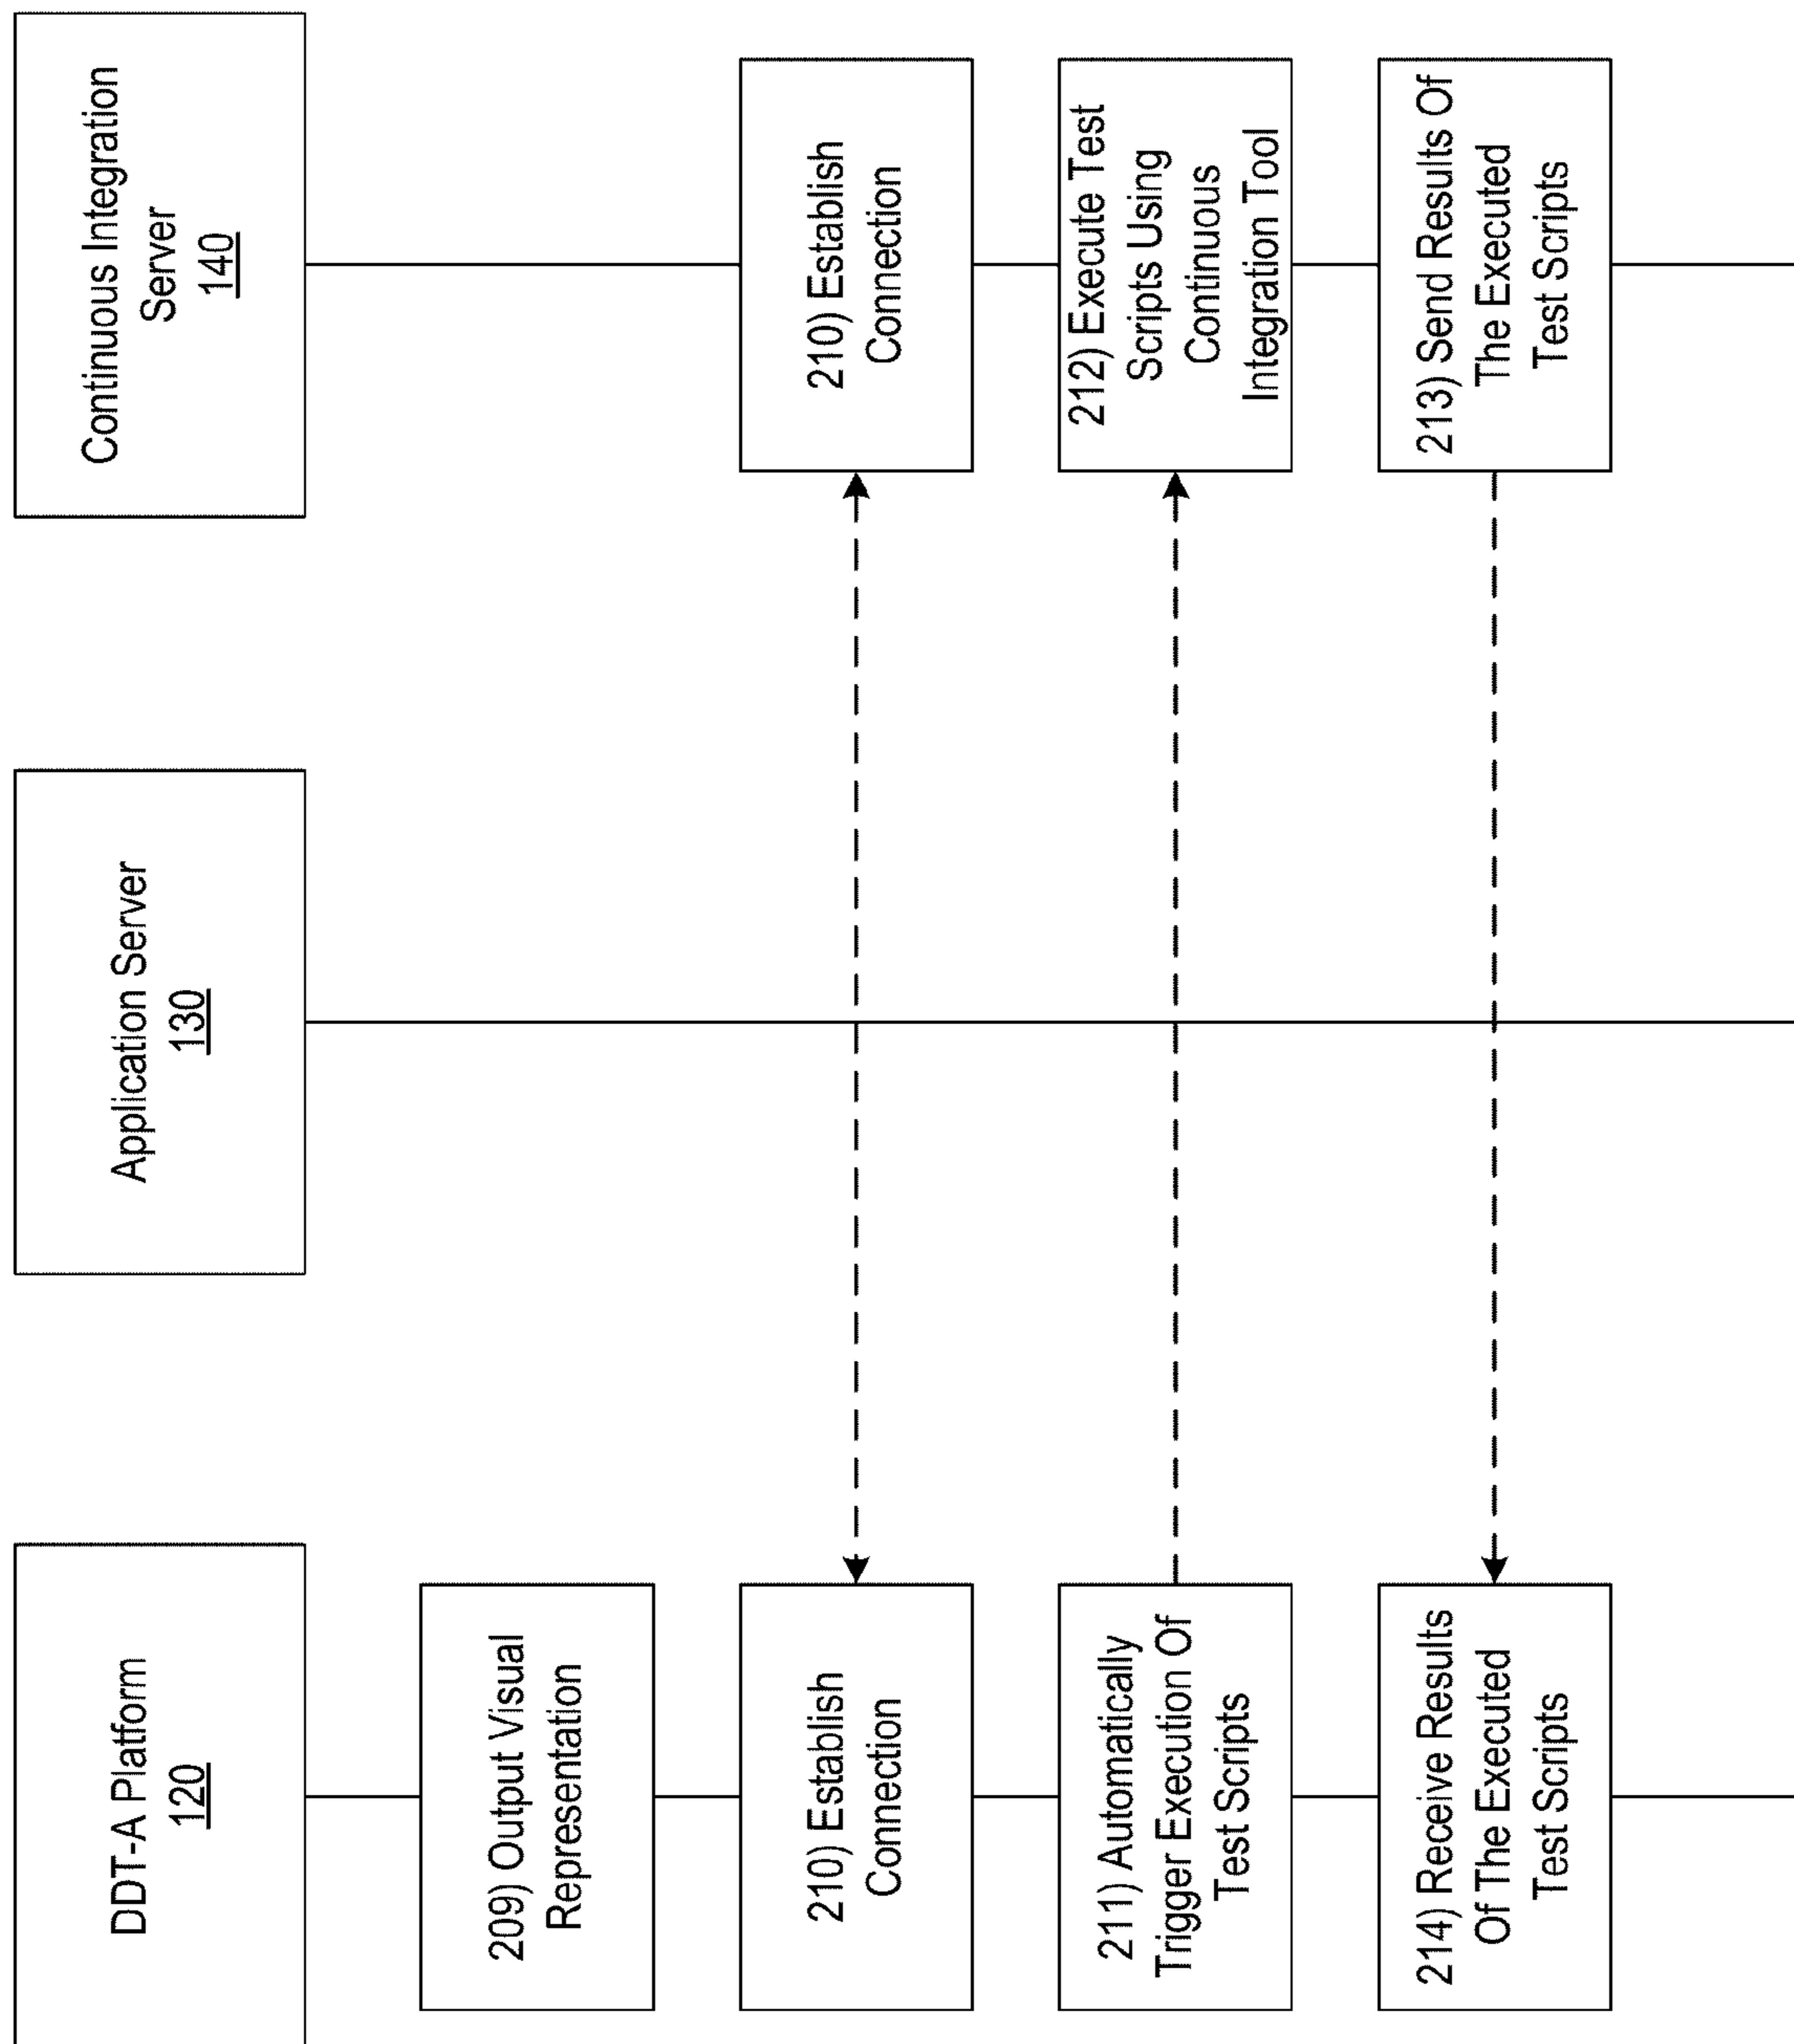 DDT-A Platform
120
Application Server
130
Continuous Integration
Server
140
209) Output Visual
Representation
210) Establish
Connection
210) Establish
Connection
211) Automatically
Trigger Execution Of
Test Scripts
212) Execute Test
Scripts Using
Continuous
Integration Tool
214) Receive Results
Of The Executed
Test Scripts
213) Send Results Of
The Executed
Test Scripts